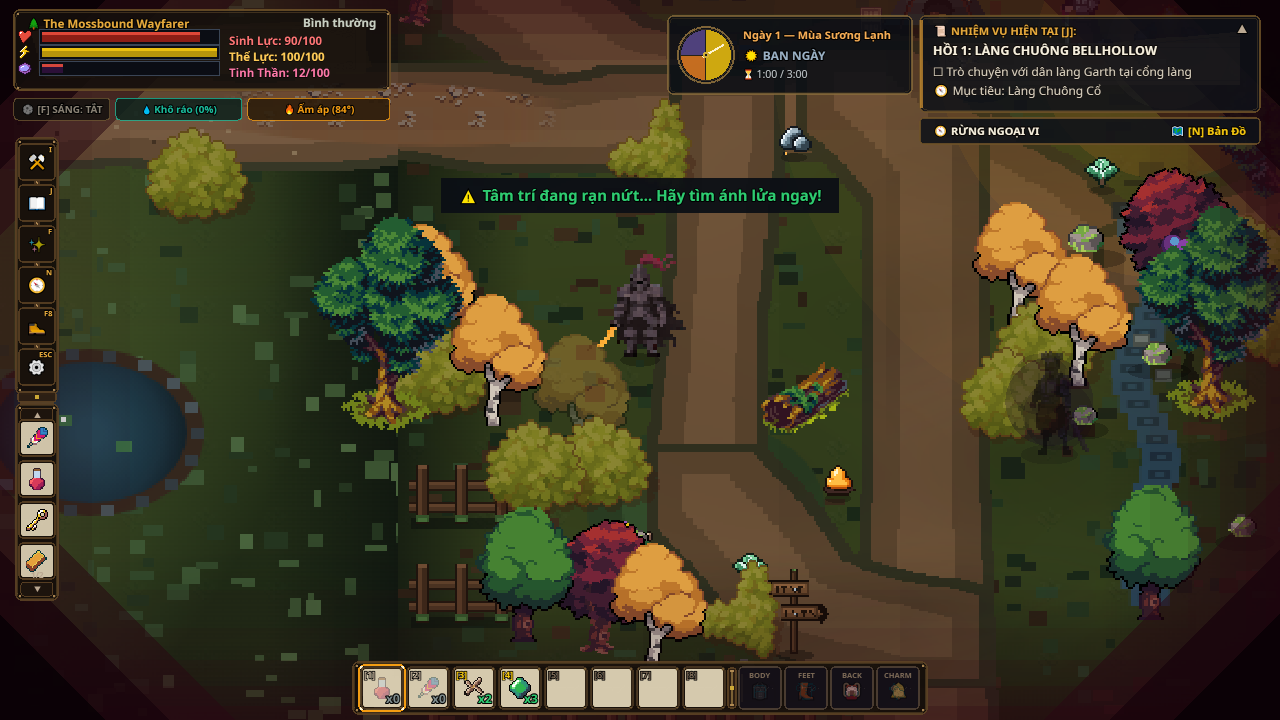 The Mossbound Wayfarer
Bình thường
Sinh Lực: 90/100
Thể Lực: 100/100
Tinh Thần: 12/100
[F] SÁNG: TẮT
Khô ráo (0%)
Ấm áp (84°)
Ngày 1 — Mùa Sương Lạnh
BAN NGÀY
1:00 / 3:00
NHIỆM VỤ HIỆN TẠI [J]:
HỒI 1: LÀNG CHUÔNG BELLHOLLOW
Trò chuyện với dân làng Garth tại cổng làng
Mục tiêu: Làng Chuông Cổ
RỪNG NGOẠI VI
[N] Bản Đồ
Tâm trí đang rạn nứt... Hãy tìm ánh lửa ngay!
I
J
F
N
F8
ESC
[1] x0
[2] x0
[3] x2
[4] x3
[5]
[6]
[7]
[8]
BODY
FEET
BACK
CHARM